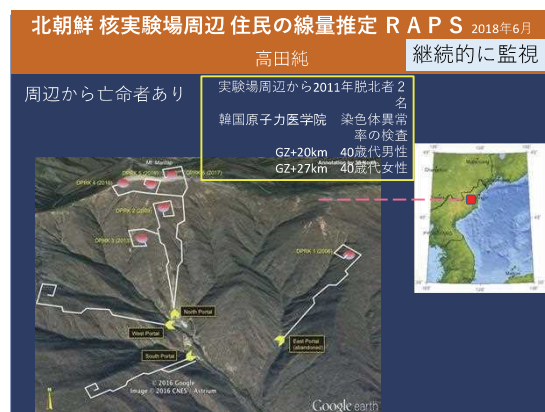 北朝鮮 核実験場周辺 住民の線量推定 ＲＡＰＳ 2018年6月
高田純
継続的に監視
周辺から亡命者あり
実験場周辺から2011年脱北者２
名
韓国原子力医学院　染色体異常
率の検査
GZ+20km　40歳代男性
GZ+27km　40歳代女性
Mt. Mantap
DPRK 4 (2016)
DPRK 2 (2009)
DPRK 3 (2013)
DPRK 1 (2006)
North Portal
West Portal
South Portal
East Portal
(abandoned)
© 2016 Google
Image © 2016 CNES / Astrium
Google earth